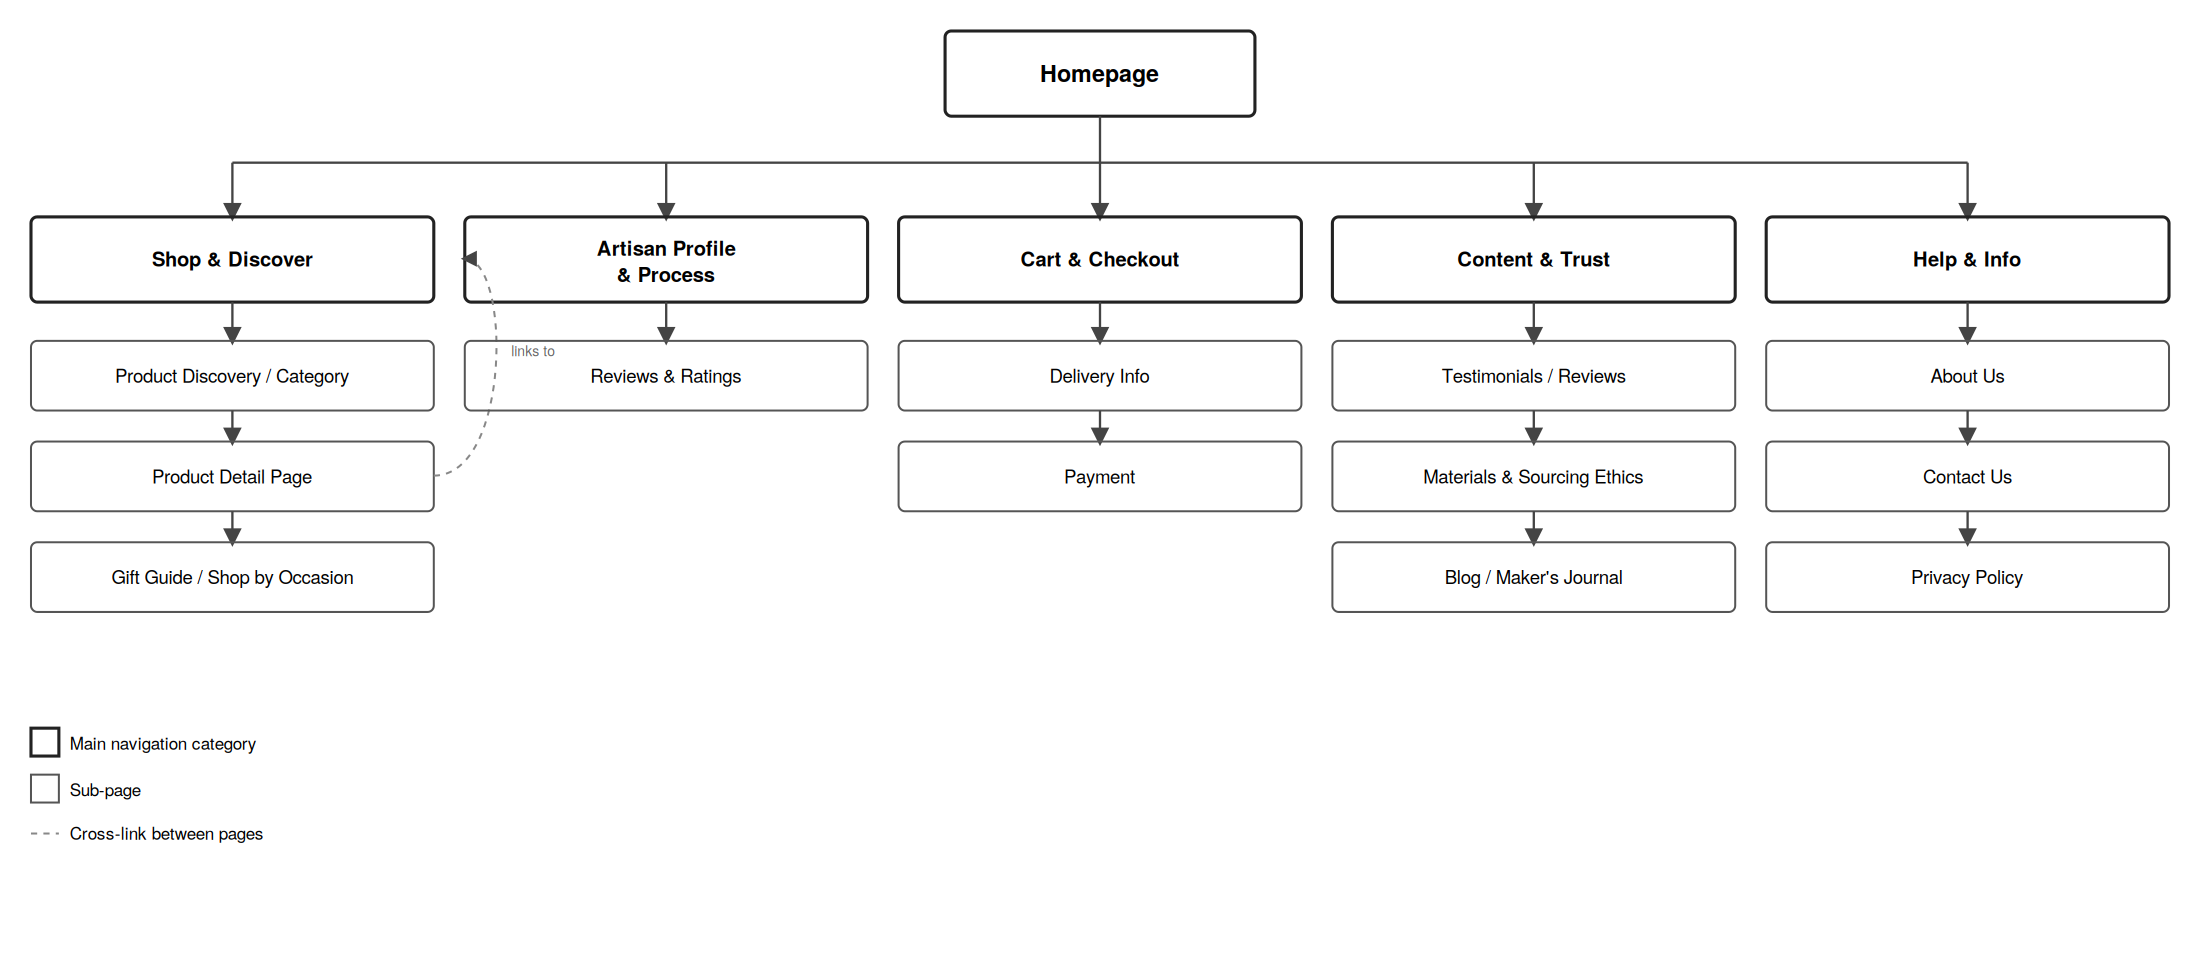 Homepage
Shop & Discover
Artisan Profile
& Process
Cart & Checkout
Content & Trust
Help & Info
links to
Product Discovery / Category
Reviews & Ratings
Delivery Info
Testimonials / Reviews
About Us
Product Detail Page
Payment
Materials & Sourcing Ethics
Contact Us
Gift Guide / Shop by Occasion
Blog / Maker's Journal
Privacy Policy
Main navigation category
Sub-page
Cross-link between pages